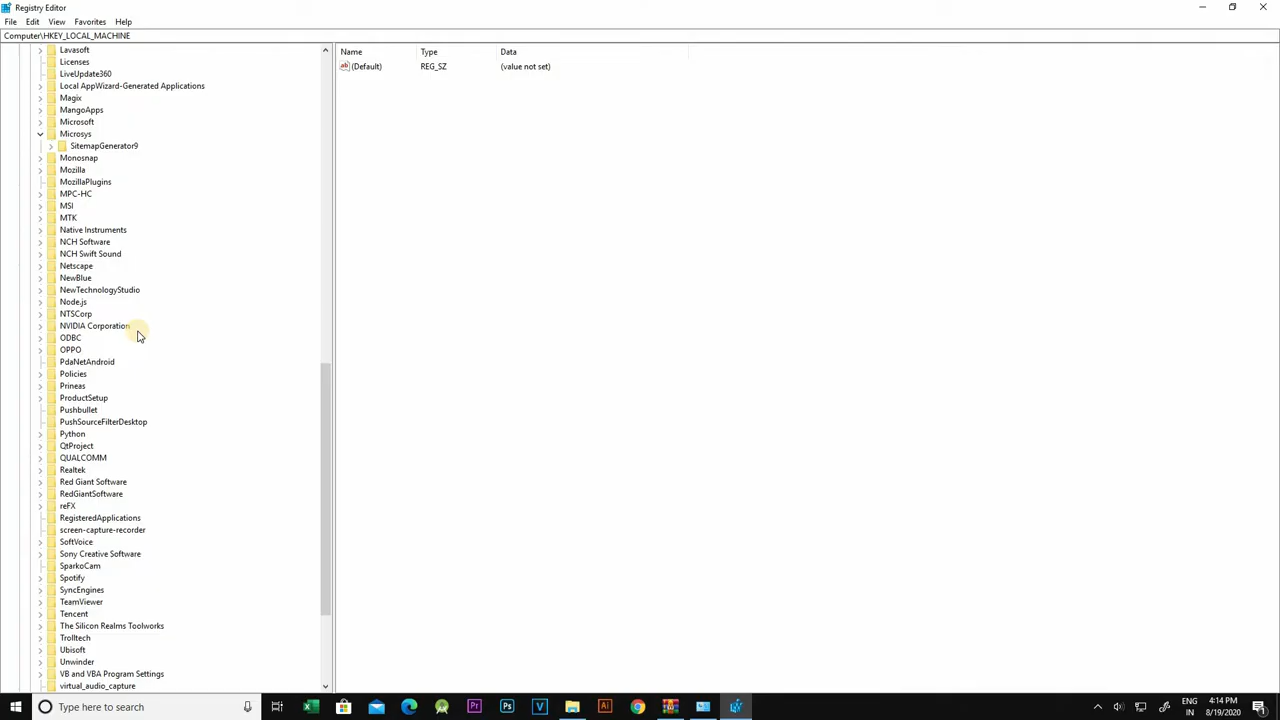 Registry Editor
File Edit View Favorites Help
Computer\HKEY_LOCAL_MACHINE
Name Type Data
(Default) REG_SZ (value not set)
Lavasoft
Licenses
LiveUpdate360
Local AppWizard-Generated Applications
Magix
MangoApps
Microsoft
Microsys
SitemapGenerator9
Monosnap
Mozilla
MozillaPlugins
MPC-HC
MSI
MTK
Native Instruments
NCH Software
NCH Swift Sound
Netscape
NewBlue
NewTechnologyStudio
Node.js
NTSCorp
NVIDIA Corporation
ODBC
OPPO
PdaNetAndroid
Policies
Prineas
ProductSetup
Pushbullet
PushSourceFilterDesktop
Python
QtProject
QUALCOMM
Realtek
Red Giant Software
RedGiantSoftware
reFX
RegisteredApplications
screen-capture-recorder
SoftVoice
Sony Creative Software
SparkoCam
Spotify
SyncEngines
TeamViewer
Tencent
The Silicon Realms Toolworks
Trolltech
Ubisoft
Unwinder
VB and VBA Program Settings
virtual_audio_capture
Type here to search
Pr
Ps
V
Ai
ENG
IN
4:14 PM
8/19/2020